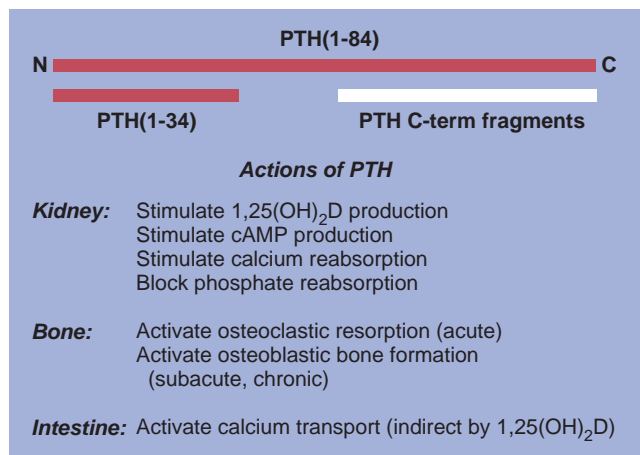 PTH(1-84)
N C
PTH(1-34) PTH C-term fragments
Actions of PTH
Kidney: Stimulate 1,25(OH)₂D production
Stimulate cAMP production
Stimulate calcium reabsorption
Block phosphate reabsorption
Bone: Activate osteoclastic resorption (acute)
Activate osteoblastic bone formation
(subacute, chronic)
Intestine: Activate calcium transport (indirect by 1,25(OH)₂D)